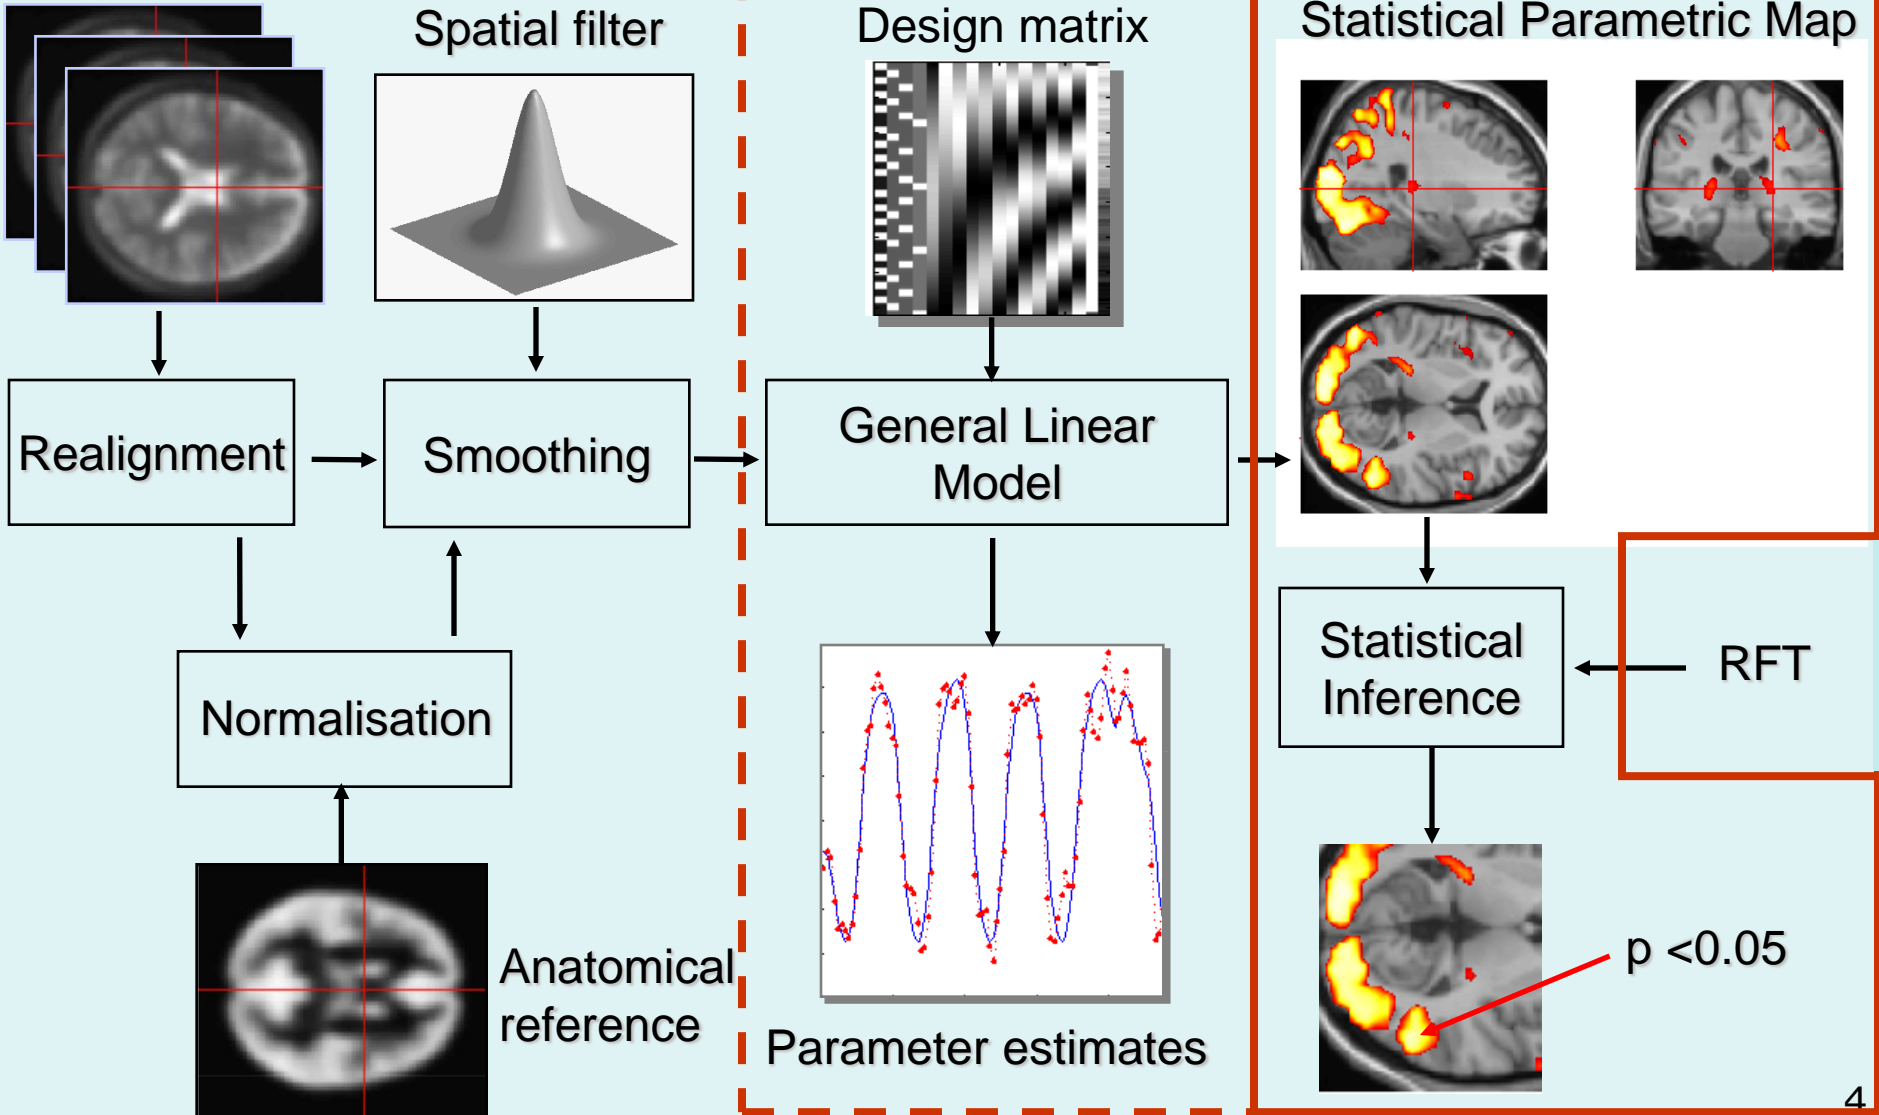 Spatial filter
Design matrix
Statistical Parametric Map
Realignment
Smoothing
General Linear
Model
Normalisation
Statistical
Inference
RFT
Anatomical
reference
Parameter estimates
p <0.05
4